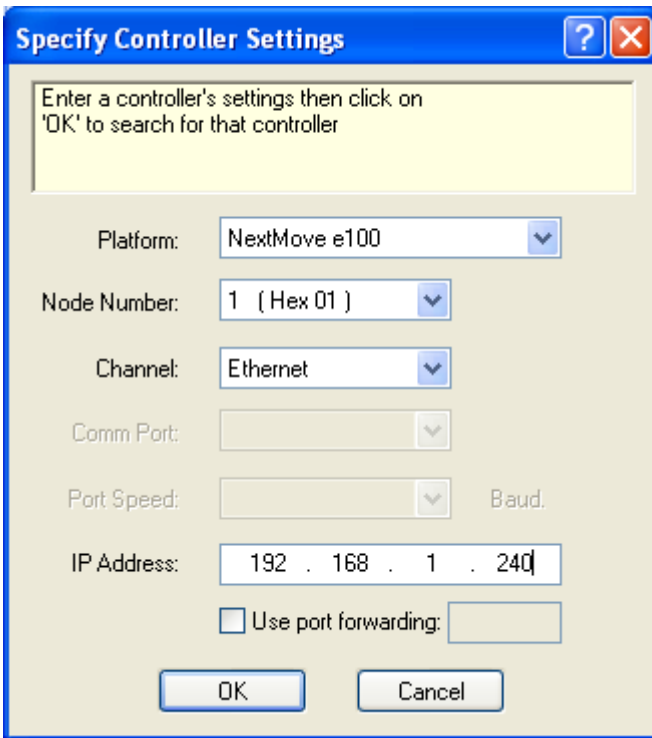 Specify Controller Settings
Enter a controller's settings then click on
'OK' to search for that controller
Platform: NextMove e100
Node Number: 1 ( Hex 01 )
Channel: Ethernet
Comm Port:
Port Speed: Baud.
IP Address: 192 . 168 . 1 . 240
Use port forwarding:
OK Cancel